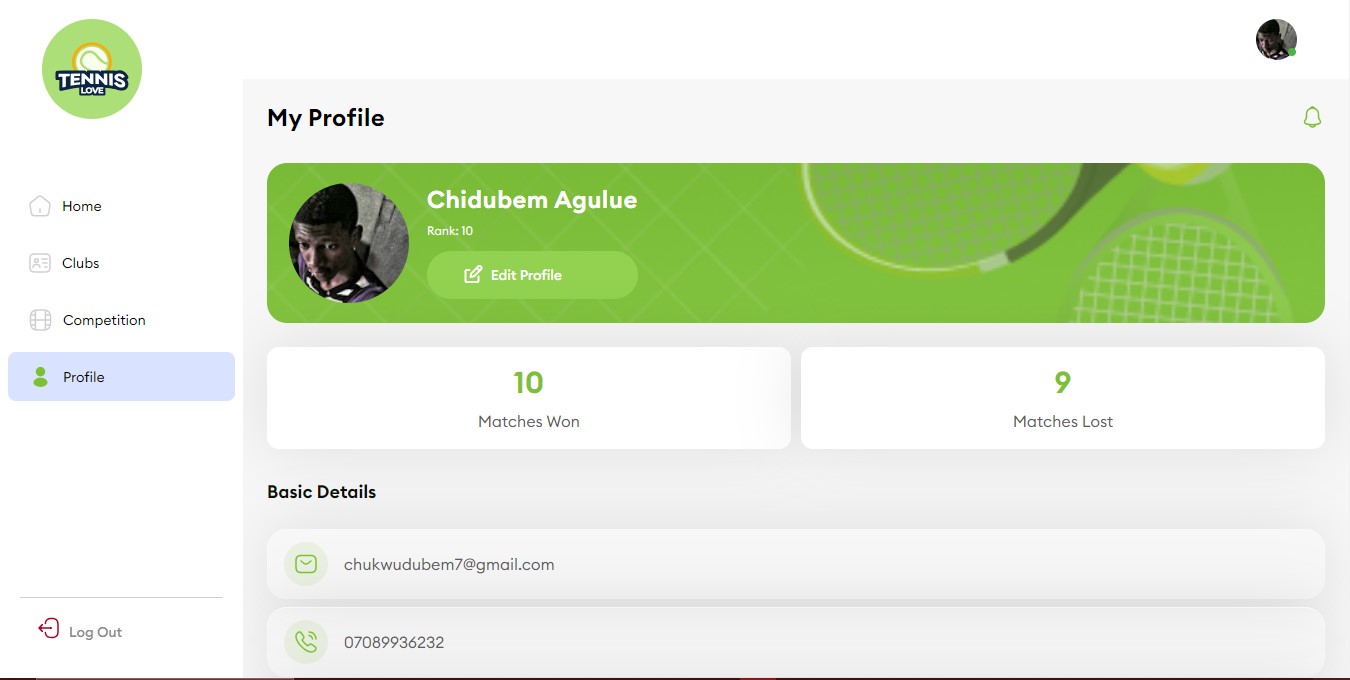 TENNIS
LOVE
Home
Clubs
Competition
Profile
Log Out
My Profile
Chidubem Agulue
Rank: 10
Edit Profile
10
Matches Won
9
Matches Lost
Basic Details
chukwudubem7@gmail.com
07089936232